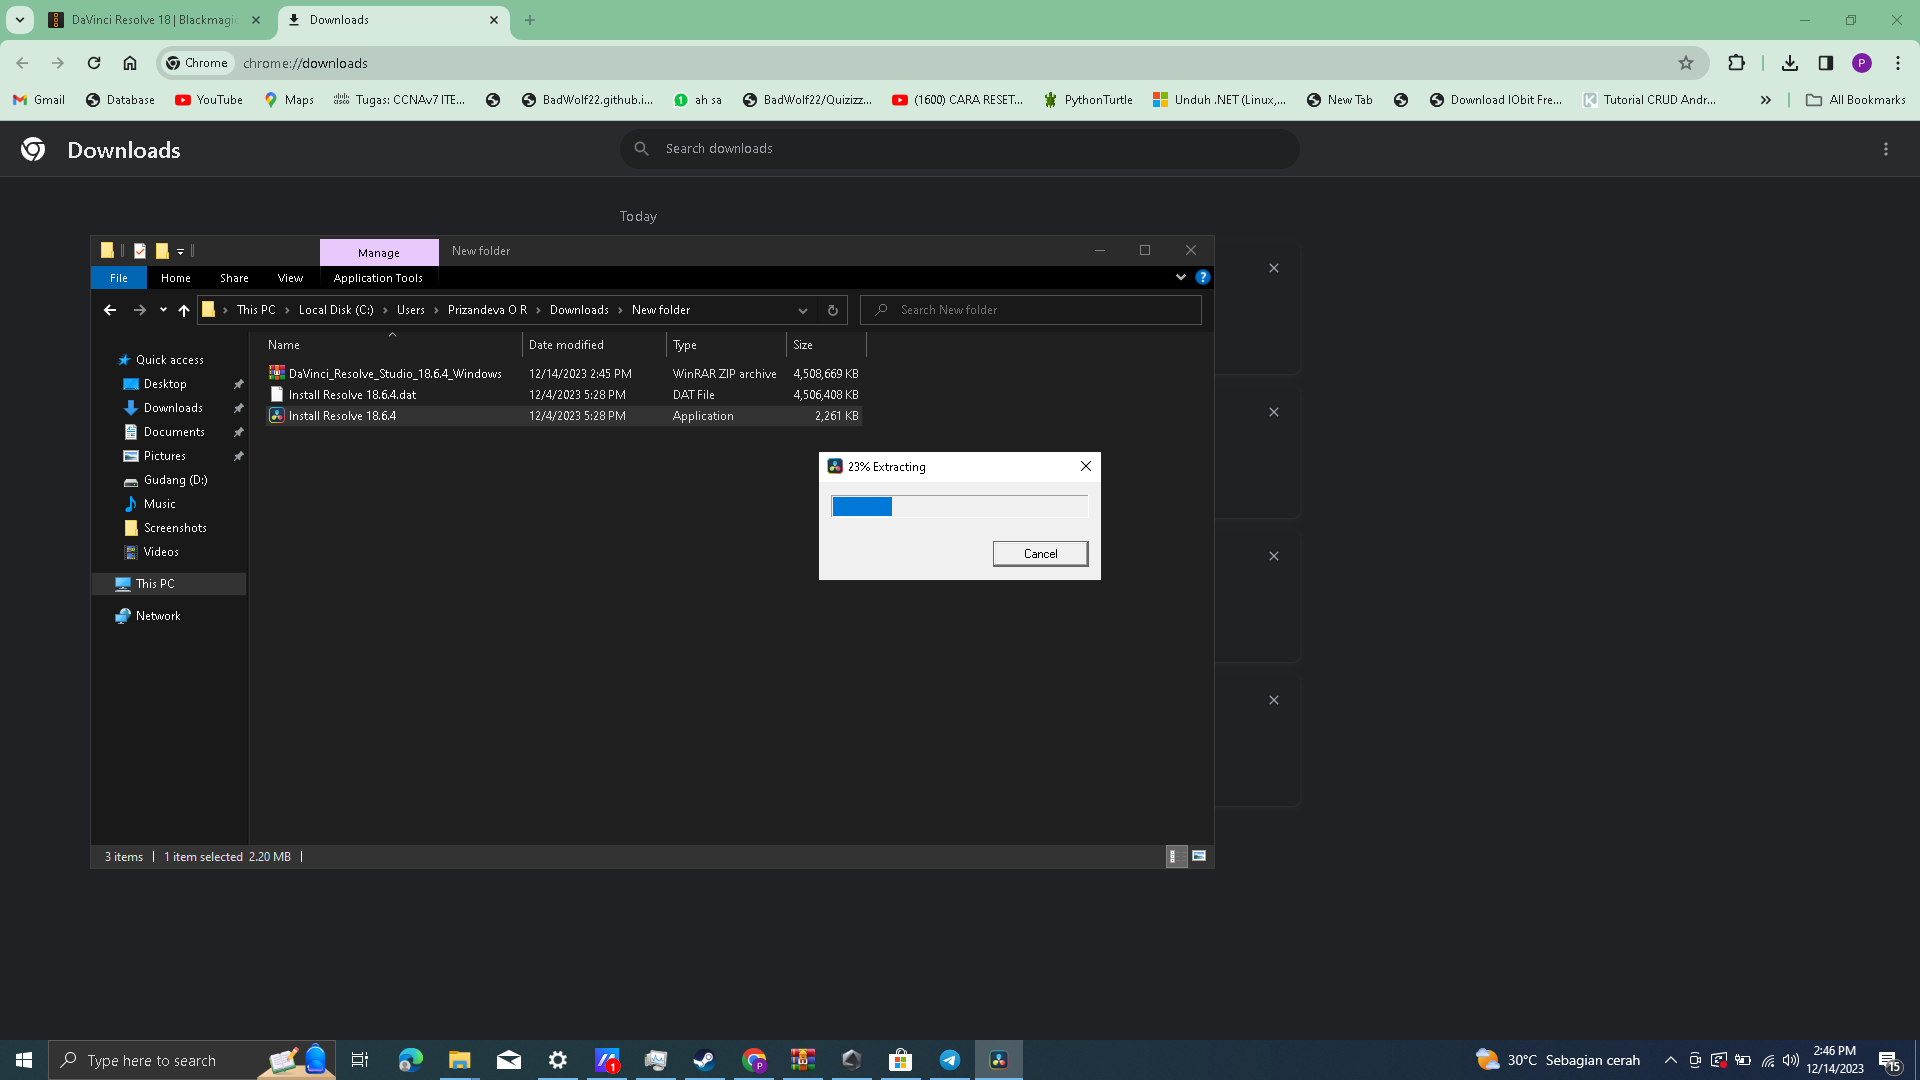 DaVinci Resolve 18 | Blackmagic
Downloads
Chrome
chrome://downloads
P
Gmail
Database
YouTube
Maps
Tugas: CCNAv7 ITE...
BadWolf22.github.i...
ah sa
BadWolf22/Quizizz...
(1600) CARA RESET...
PythonTurtle
Unduh .NET (Linux,...
New Tab
Download IObit Fre...
Tutorial CRUD Andr...
All Bookmarks
Downloads
Search downloads
Today
Manage
New folder
File
Home
Share
View
Application Tools
This PC
Local Disk (C:)
Users
Prizandeva O R
Downloads
New folder
Search New folder
Name
Date modified
Type
Size
DaVinci_Resolve_Studio_18.6.4_Windows
12/14/2023 2:45 PM
WinRAR ZIP archive
4,508,669 KB
Install Resolve 18.6.4.dat
12/4/2023 5:28 PM
DAT File
4,506,408 KB
Install Resolve 18.6.4
12/4/2023 5:28 PM
Application
2,261 KB
Quick access
Desktop
Downloads
Documents
Pictures
Gudang (D:)
Music
Screenshots
Videos
This PC
Network
23% Extracting
Cancel
3 items
1 item selected 2.20 MB
Type here to search
1
P
30°C Sebagian cerah
2:46 PM
12/14/2023
15